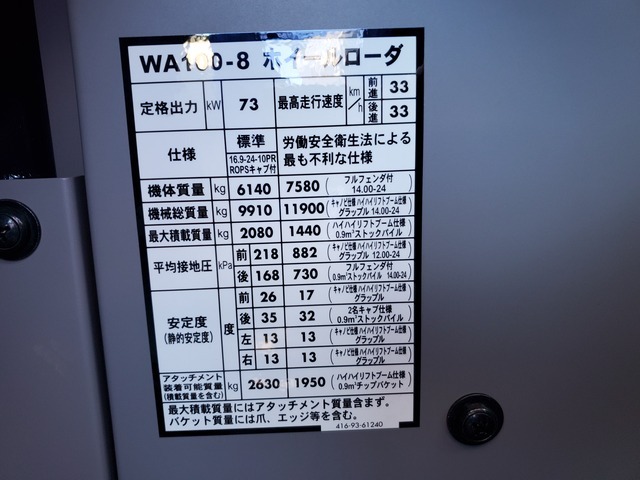 WA100-8 ホイールローダ
定格出力 kW 73 最高走行速度 km/h 前進 33 後進 33
仕様 標準 16.9-24-10PR ROPSキャブ付 労働安全衛生法による最も不利な仕様
機体質量 kg 6140 7580 (フルフェンダ付 14.00-24)
機械総質量 kg 9910 11900 (キャノピ仕様 ハイハイリフトブーム仕様 グラップル 14.00-24)
最大積載質量 kg 2080 1440 (ハイハイリフトブーム仕様 0.9m³ストックパイル)
平均接地圧 kPa 前 218 882 (キャノピ仕様 ハイハイリフトブーム仕様 グラップル 12.00-24)
後 168 730 (フルフェンダ付 0.9m³ストックパイル 14.00-24)
安定度 (静的安定度) 度 前 26 17 (キャノピ仕様 ハイハイリフトブーム仕様 グラップル)
後 35 32 (2名キャブ仕様 0.9m³ストックパイル)
左 13 13 (キャノピ仕様 ハイハイリフトブーム仕様 グラップル)
右 13 13 (キャノピ仕様 ハイハイリフトブーム仕様 グラップル)
アタッチメント装着可能質量 (積載質量を含む) kg 2630 1950 (ハイハイリフトブーム仕様 0.9m³チップバケット)
最大積載質量にはアタッチメント質量含まず。
バケット質量には爪、エッジ等を含む。
416-93-61240